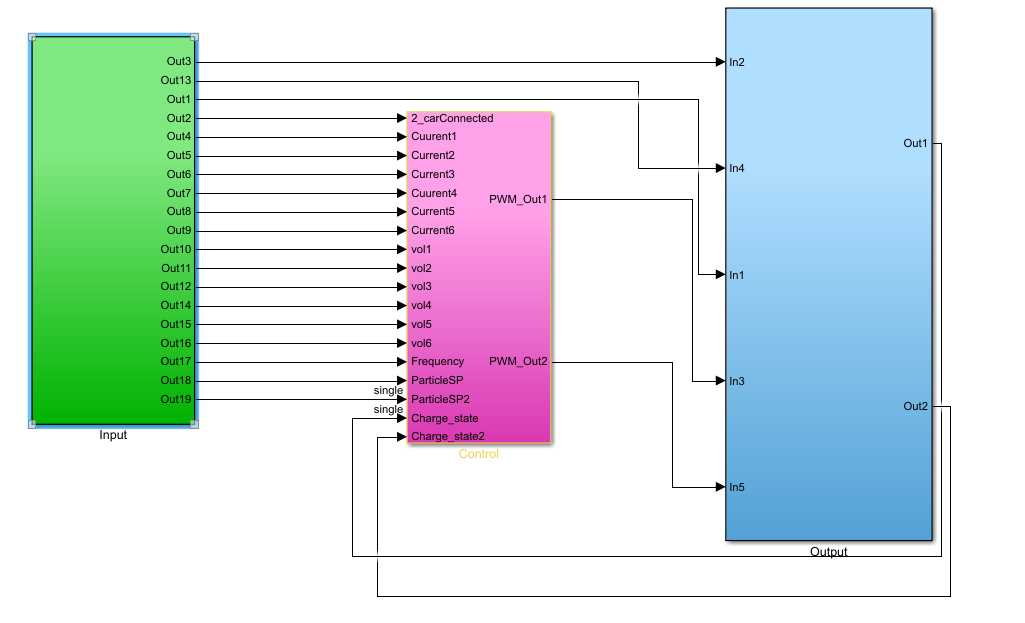 Out3
Out13
Out1
Out2
Out4
Out5
Out6
Out7
Out8
Out9
Out10
Out11
Out12
Out14
Out15
Out16
Out17
Out18
Out19
Input
2_carConnected
Cuurent1
Current2
Current3
Cuurent4
Current5
Current6
vol1
vol2
vol3
vol4
vol5
vol6
Frequency
ParticleSP
single
ParticleSP2
single
Charge_state
Charge_state2
PWM_Out1
PWM_Out2
Control
In2
In4
In1
In3
In5
Out1
Out2
Output